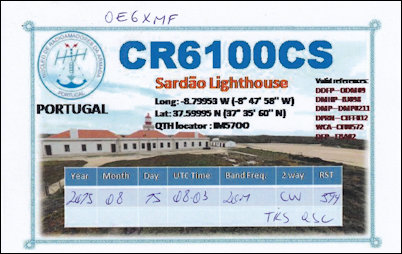 OE6XMF
CR6100CS
Sardão Lighthouse
PORTUGAL
PORTUGAL
Long: -8.79953 W (-8° 47' 58" W)
Lat: 37.59995 N (37° 35' 60" N)
QTH locator : IM57OO
Valid references:
Year Month Day UTC Time: Band Freq. 2.way RST
2015 08 15 08:03 20M CW 599
TKS QSL